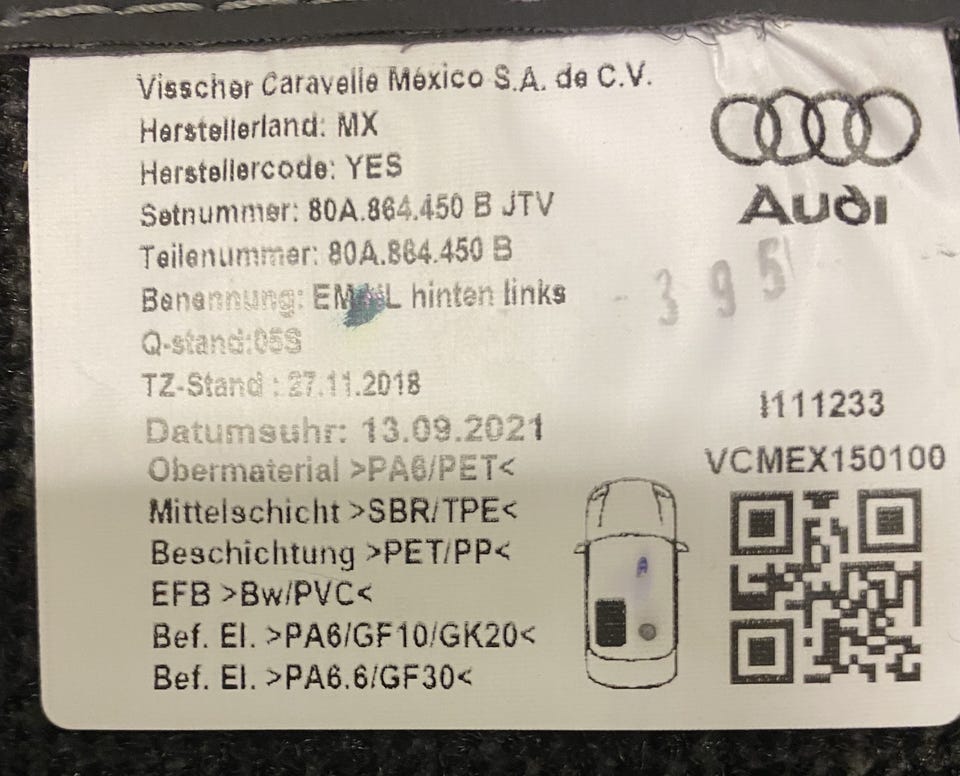 Visscher Caravelle México S.A. de C.V.
Herstellerland: MX
Herstellercode: YES
Setnummer: 80A.864.450 B JTV
Teilenummer: 80A.864.450 B
Benennung: hinten links
Q-stand:05S
TZ-Stand : 27.11.2018
Datumsuhr: 13.09.2021
Obermaterial >PA6/PET<
Mittelschicht >SBR/TPE<
Beschichtung >PET/PP<
EFB >Bw/PVC<
Bef. El. >PA6/GF10/GK20<
Bef. El. >PA6.6/GF30<
Audi
395
I111233
VCMEX150100